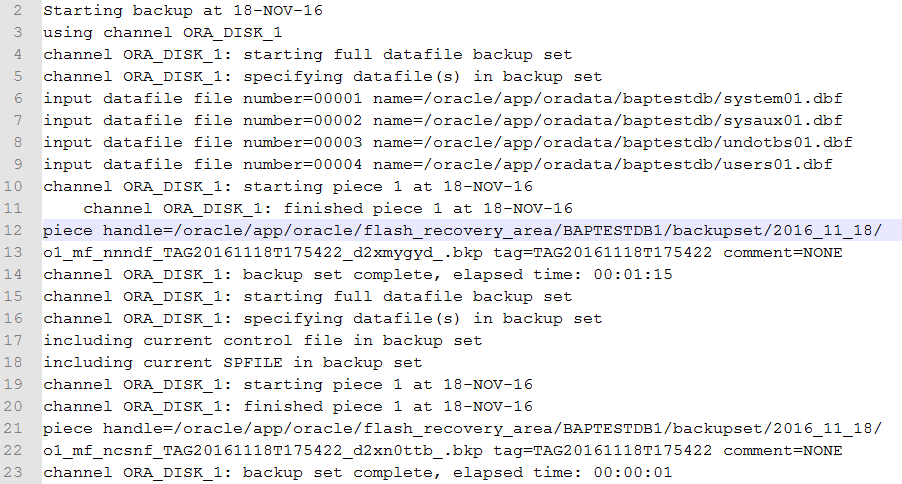 2 Starting backup at 18-NOV-16
3 using channel ORA_DISK_1
4 channel ORA_DISK_1: starting full datafile backup set
5 channel ORA_DISK_1: specifying datafile(s) in backup set
6 input datafile file number=00001 name=/oracle/app/oradata/baptestdb/system01.dbf
7 input datafile file number=00002 name=/oracle/app/oradata/baptestdb/sysaux01.dbf
8 input datafile file number=00003 name=/oracle/app/oradata/baptestdb/undotbs01.dbf
9 input datafile file number=00004 name=/oracle/app/oradata/baptestdb/users01.dbf
10 channel ORA_DISK_1: starting piece 1 at 18-NOV-16
11     channel ORA_DISK_1: finished piece 1 at 18-NOV-16
12 piece handle=/oracle/app/oracle/flash_recovery_area/BAPTESTDB1/backupset/2016_11_18/
13 o1_mf_nnndf_TAG20161118T175422_d2xmygyd_.bkp tag=TAG20161118T175422 comment=NONE
14 channel ORA_DISK_1: backup set complete, elapsed time: 00:01:15
15 channel ORA_DISK_1: starting full datafile backup set
16 channel ORA_DISK_1: specifying datafile(s) in backup set
17 including current control file in backup set
18 including current SPFILE in backup set
19 channel ORA_DISK_1: starting piece 1 at 18-NOV-16
20 channel ORA_DISK_1: finished piece 1 at 18-NOV-16
21 piece handle=/oracle/app/oracle/flash_recovery_area/BAPTESTDB1/backupset/2016_11_18/
22 o1_mf_ncsnf_TAG20161118T175422_d2xn0ttb_.bkp tag=TAG20161118T175422 comment=NONE
23 channel ORA_DISK_1: backup set complete, elapsed time: 00:00:01